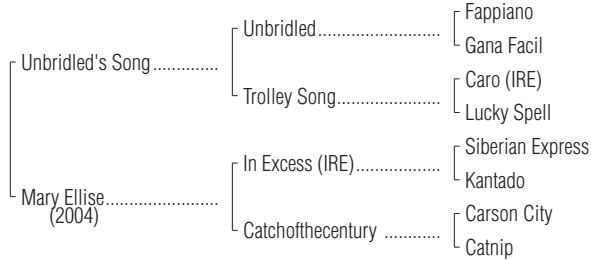 Fappiano
Unbridled........................
Gana Facil
Unbridled's Song.............
Caro (IRE)
Trolley Song....................
Lucky Spell
Siberian Express
In Excess (IRE).................
Kantado
Mary Ellise......................
(2004)
Carson City
Catchofthecentury ...........
Catnip